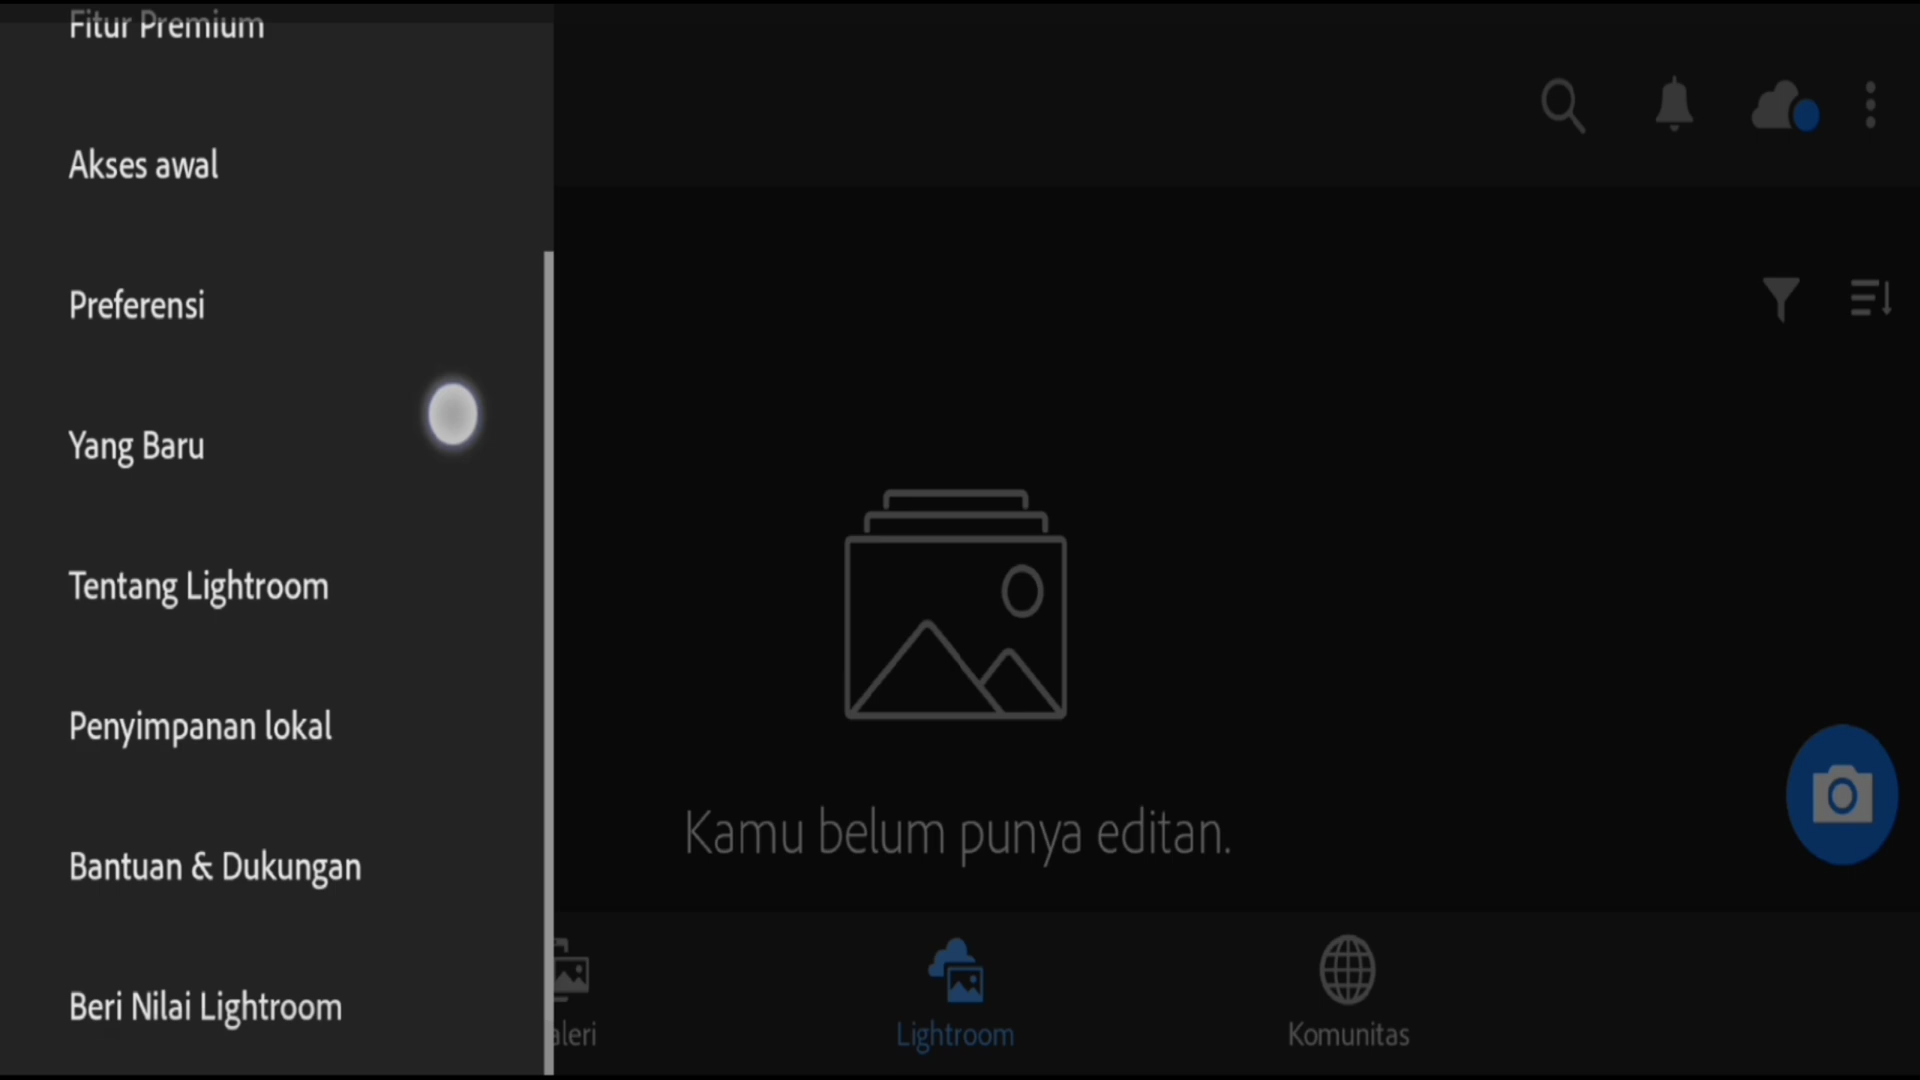 Fitur Premium
Akses awal
Preferensi
Yang Baru
Tentang Lightroom
Penyimpanan lokal
Bantuan & Dukungan
Beri Nilai Lightroom
Kamu belum punya editan.
aleri
Lightroom
Komunitas